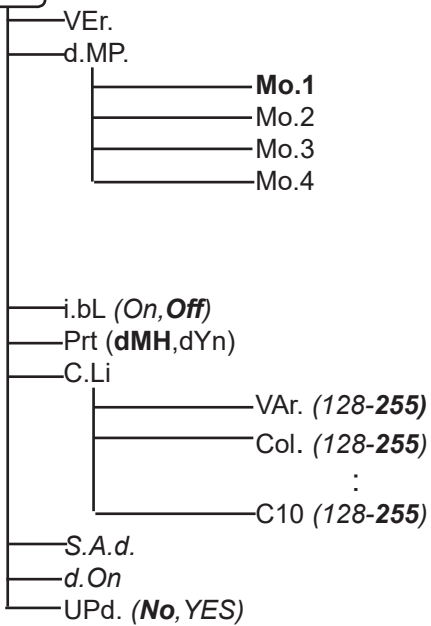 VEr.
d.MP.
Mo.1
Mo.2
Mo.3
Mo.4
i.bL (On,Off)
Prt (dMH,dYn)
C.Li
VAr. (128-255)
Col. (128-255)
:
C10 (128-255)
S.A.d.
d.On
UPd. (No,YES)